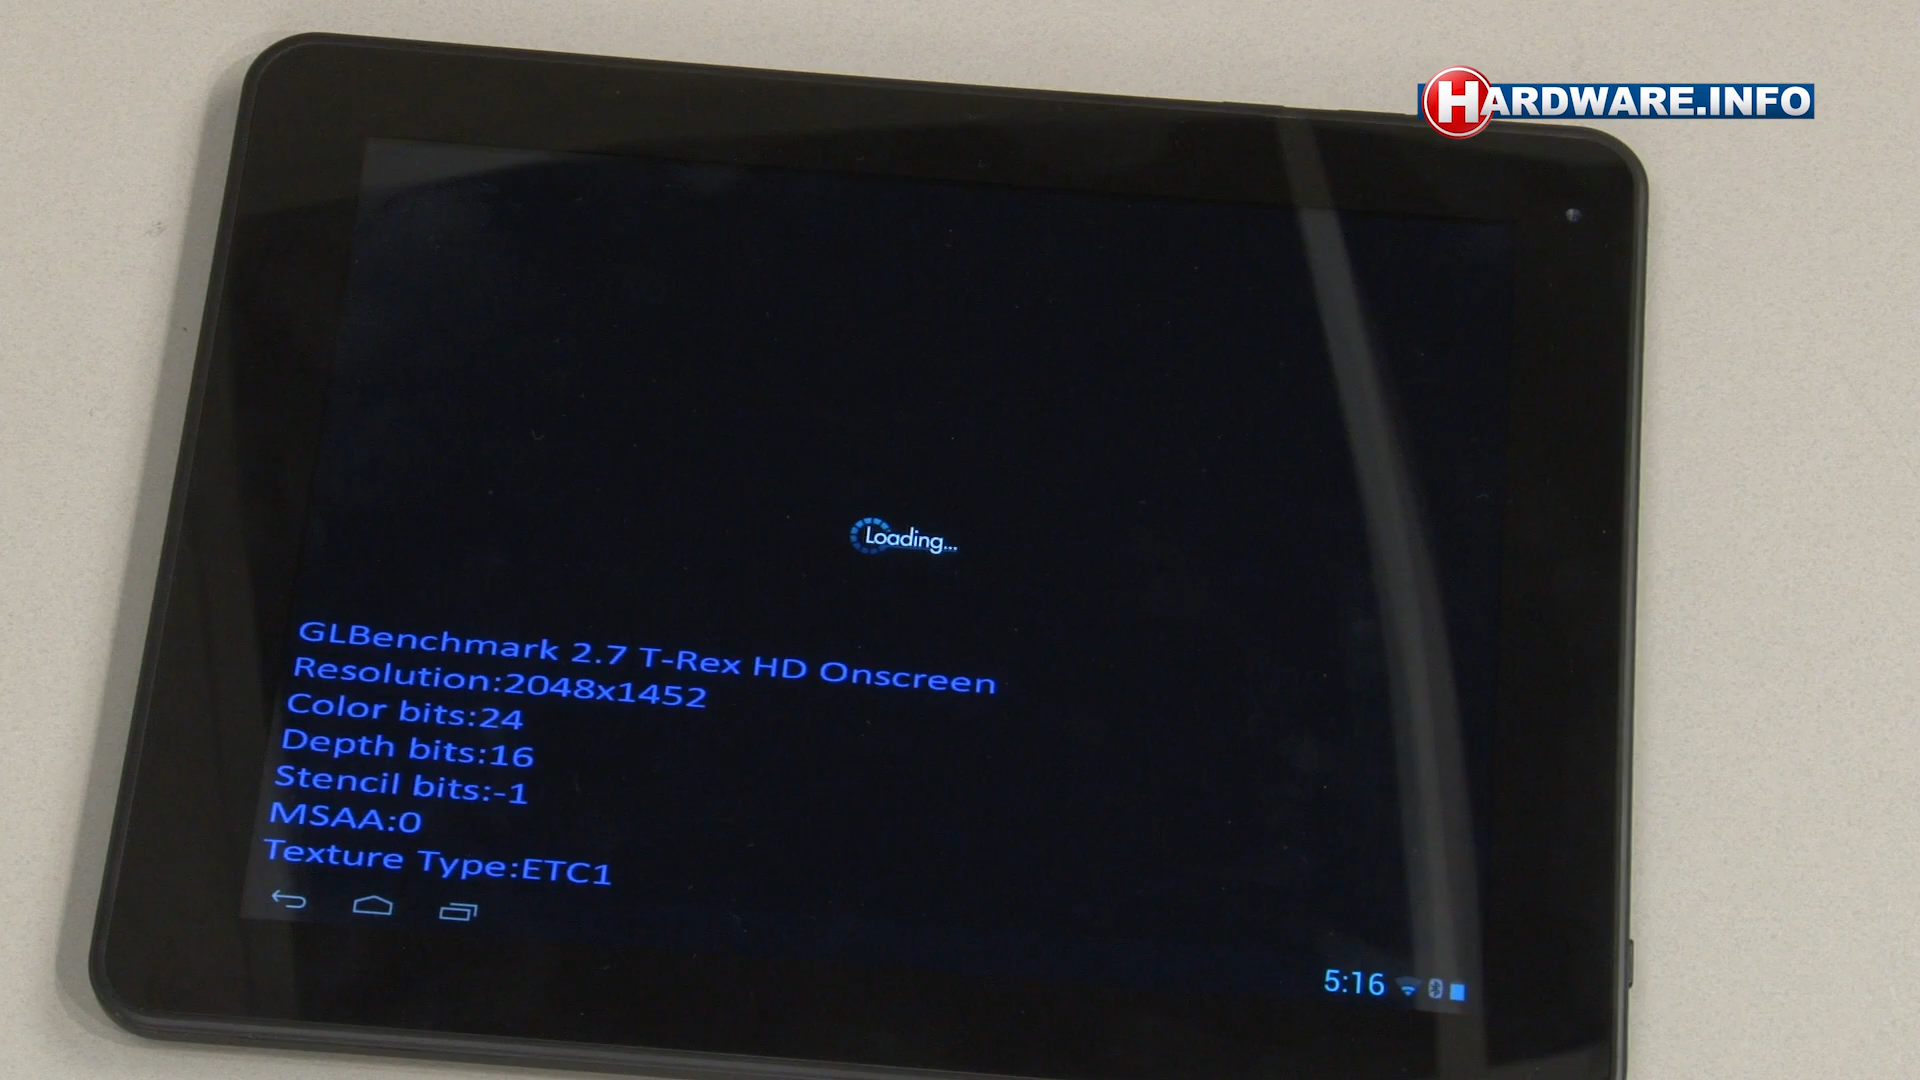 HARDWARE.INFO
Loading...
GLBenchmark 2.7 T-Rex HD Onscreen
Resolution:2048x1452
Color bits:24
Depth bits:16
Stencil bits:-1
MSAA:0
Texture Type:ETC1
5:16